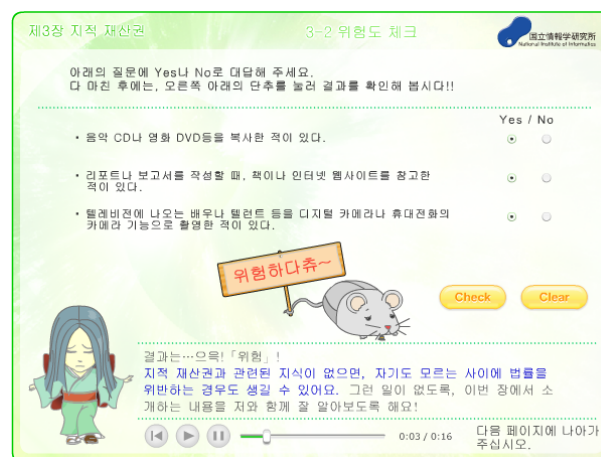 제3장 지적 재산권
3-2 위험도 체크
国立情報学研究所
National Institute of Informatics
아래의 질문에 Yes나 No로 대답해 주세요.
다 마친 후에는, 오른쪽 아래의 단추를 눌러 결과를 확인해 봅시다!!
Yes / No
• 음악 CD나 영화 DVD등을 복사한 적이 있다.
• 리포트나 보고서를 작성할 때, 책이나 인터넷 웹사이트를 참고한
적이 있다.
• 텔레비전에 나오는 배우나 탤런트 등을 디지털 카메라나 휴대전화의
카메라 기능으로 촬영한 적이 있다.
위험하다츄~
Check
Clear
결과는…으윽!「위험」!
지적 재산권과 관련된 지식이 없으면, 자기도 모르는 사이에 법률을
위반하는 경우도 생길 수 있어요. 그런 일이 없도록, 이번 장에서 소
개하는 내용을 저와 함께 잘 알아보도록 해요!
0:03 / 0:16
다음 페이지에 나아가
주십시오.